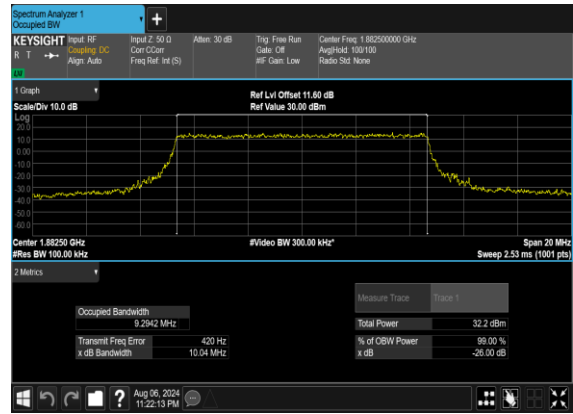 Spectrum Analyzer 1
Occupied BW
+
KEYSIGHT
R T
LXI
Input: RF
Coupling: DC
Align: Auto
Input Z: 50 Ω
Corr CCorr
Freq Ref: Int (S)
Atten: 30 dB
Trig: Free Run
Gate: Off
#IF Gain: Low
Center Freq: 1.882500000 GHz
Avg|Hold: 100/100
Radio Std: None
1 Graph
Scale/Div 10.0 dB
Ref Lvl Offset 11.60 dB
Ref Value 30.00 dBm
Log
20.0
10.0
0.00
-10.0
-20.0
-30.0
-40.0
-50.0
-60.0
Center 1.88250 GHz
#Video BW 300.00 kHz*
Span 20 MHz
#Res BW 100.00 kHz
Sweep 2.53 ms (1001 pts)
2 Metrics
Measure Trace
Trace 1
Occupied Bandwidth
9.2942 MHz
Total Power
32.2 dBm
Transmit Freq Error
420 Hz
% of OBW Power
99.00 %
x dB Bandwidth
10.04 MHz
x dB
-26.00 dB
?
Aug 06, 2024
11:22:13 PM